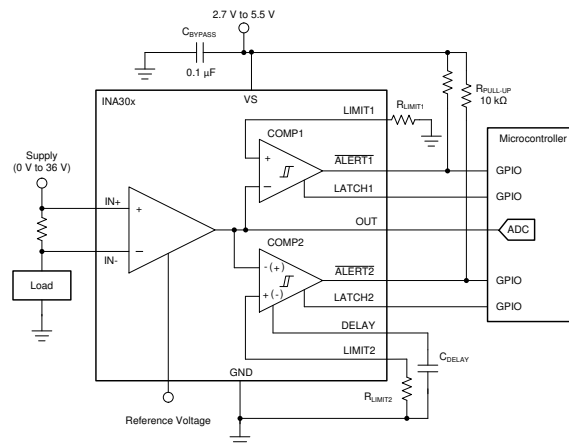 2.7 V to 5.5 V
CBYPASS
0.1 µF
VS
INA30x
LIMIT1
RLIMIT1
RPULL-UP
10 kΩ
COMP1
+
−
ALERT1
LATCH1
Microcontroller
GPIO
GPIO
Supply
(0 V to 36 V)
IN+
+
−
IN-
Load
OUT
ADC
COMP2
- (+)
+ (-)
ALERT2
GPIO
LATCH2
GPIO
DELAY
LIMIT2
CDELAY
GND
RLIMIT2
Reference Voltage